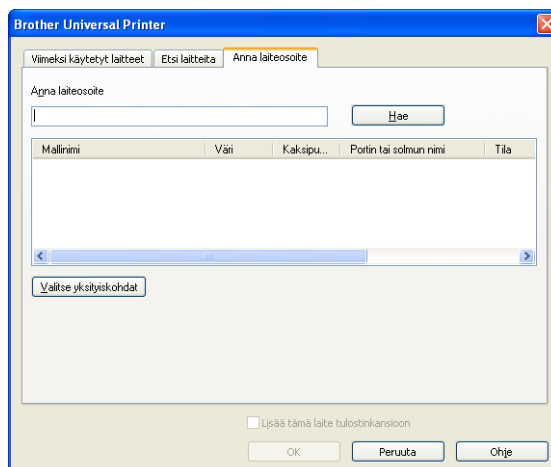 Brother Universal Printer
Viimeksi käytetyt laitteet Etsi laitteita Anna laiteosoite
Anna laiteosoite
Hae
Mallinimi Väri Kaksipu... Portin tai solmun nimi Tila
Valitse yksityiskohdat
Lisää tämä laite tulostinkansioon
OK Peruuta Ohje